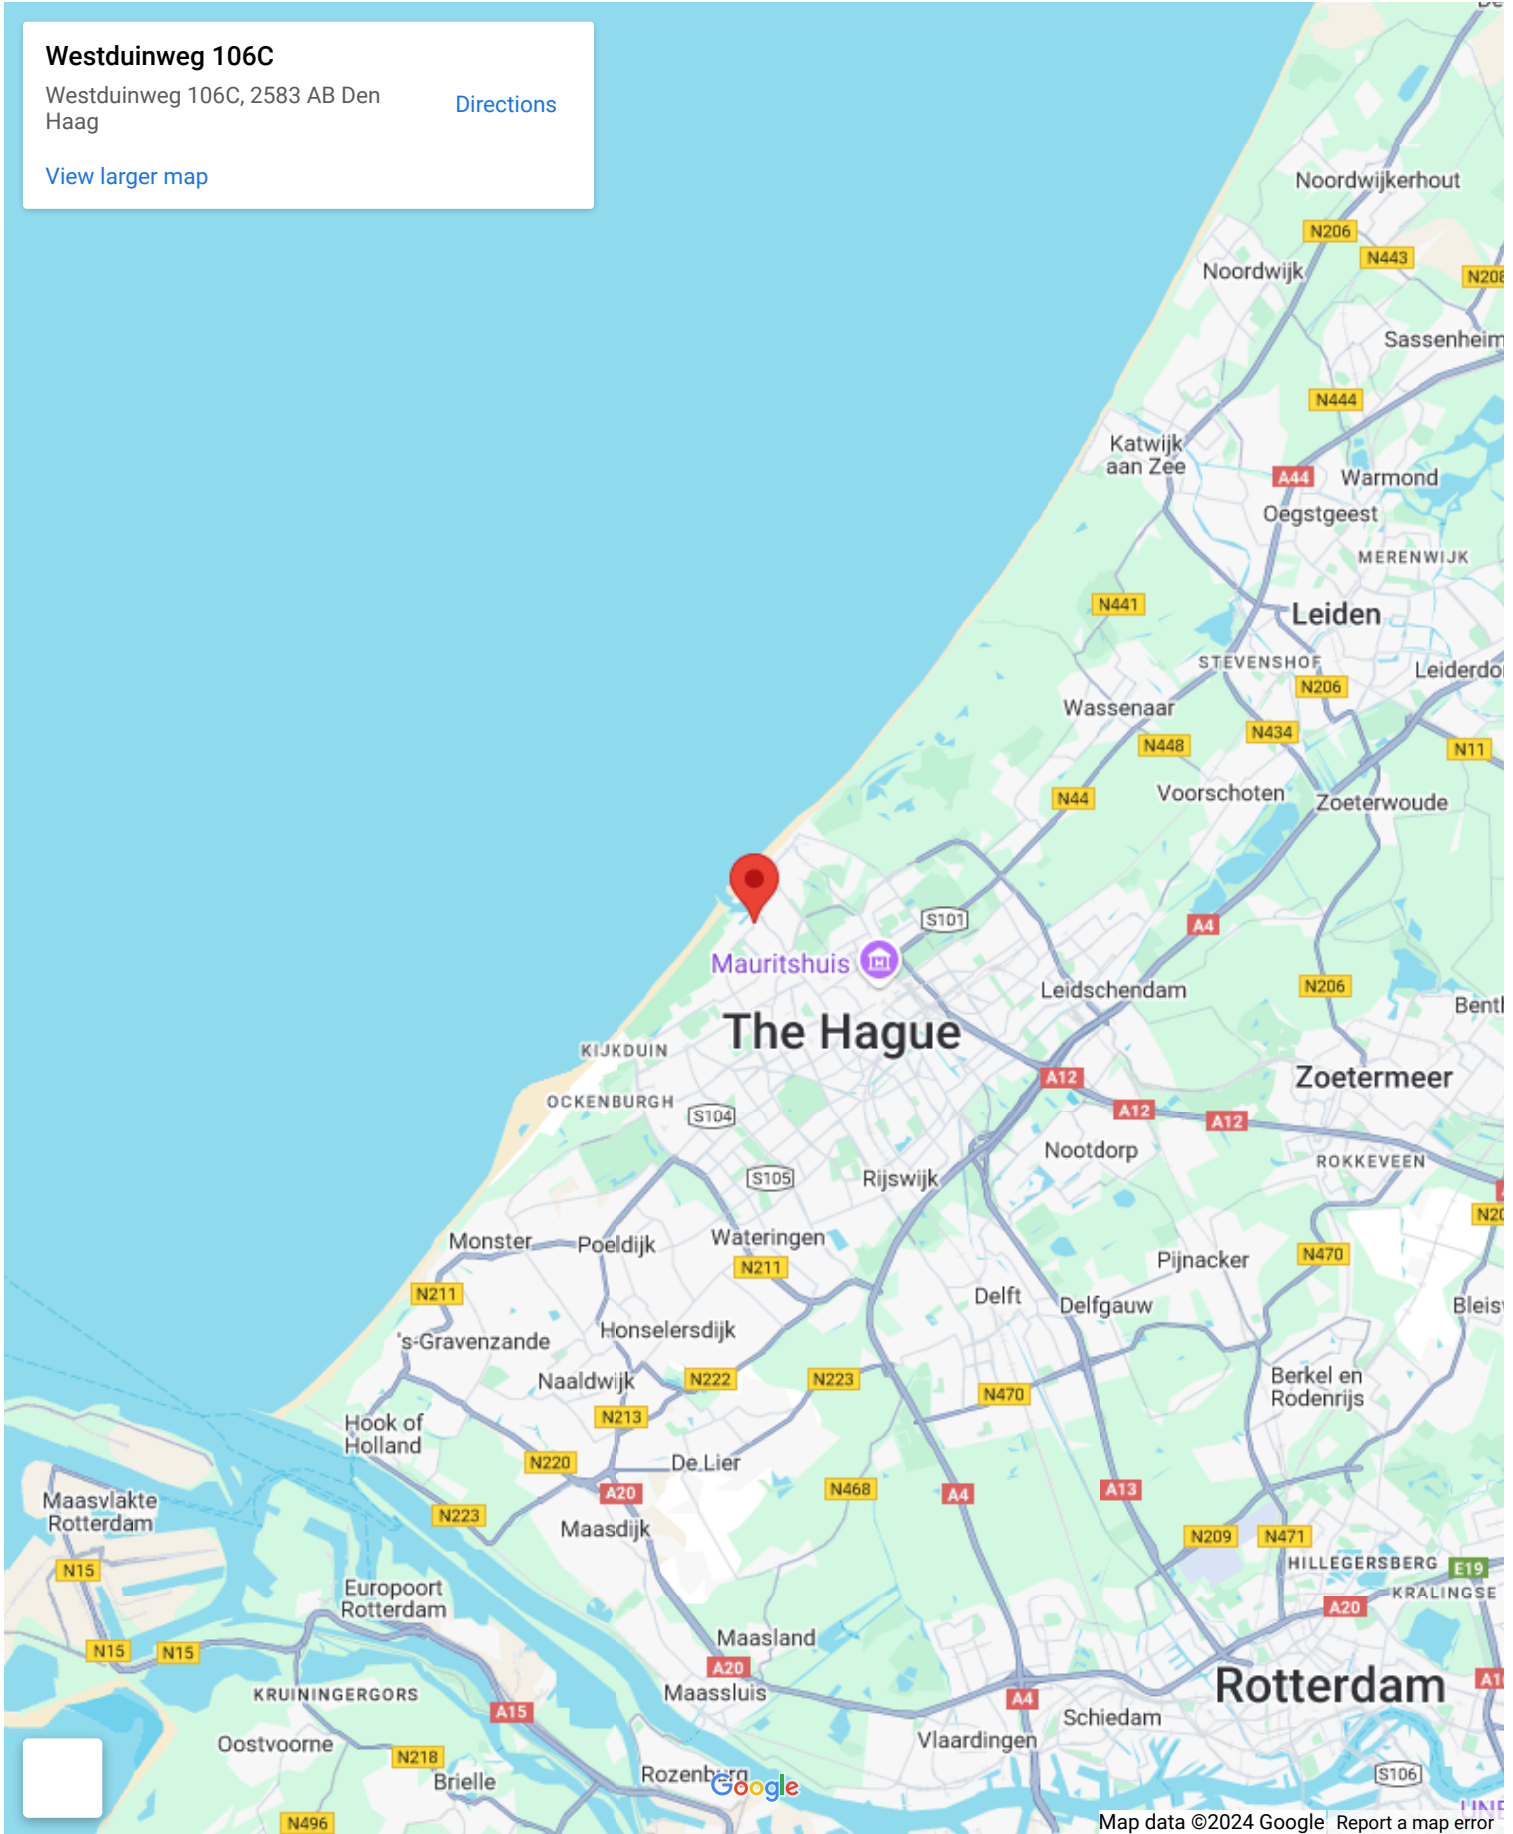 Westduinweg 106C
Westduinweg 106C, 2583 AB Den
Haag
Directions
View larger map
Noordwijkerhout
N206
N443
Noordwijk
N208
Sassenheim
N444
Katwijk
aan Zee
A44
Warmond
Oegstgeest
MERENWIJK
N441
Leiden
STEVENSHOF
Leiderdo
N206
Wassenaar
N434
N448
N11
N44
Voorschoten
Zoeterwoude
S101
A4
Mauritshuis
Leidschendam
N206
Bent
The Hague
KIJKDUIN
A12
Zoetermeer
OCKENBURGH
S104
A12
A12
Nootdorp
ROKKEVEEN
S105
Rijswijk
N20
Monster
Poeldijk
Wateringen
N211
Pijnacker
N470
N211
Delft
Delfgauw
Bleis
's-Gravenzande
Honselersdijk
Naaldwijk
N222
N223
N470
Berkel en
Rodenrijs
N213
Hook of
Holland
N220
De Lier
A20
N468
A4
A13
Maasvlakte
Rotterdam
N223
Maasdijk
N209
N471
HILLEGERSBERG
E19
N15
KRALINGSE
Europoort
Rotterdam
A20
N15
N15
Maasland
A20
Rotterdam
A16
KRUININGERGORS
Maassluis
A4
A15
Schiedam
Oostvoorne
Vlaardingen
N218
Brielle
Rozenburg
Google
S106
N496
UNE
Map data ©2024 Google
Report a map error